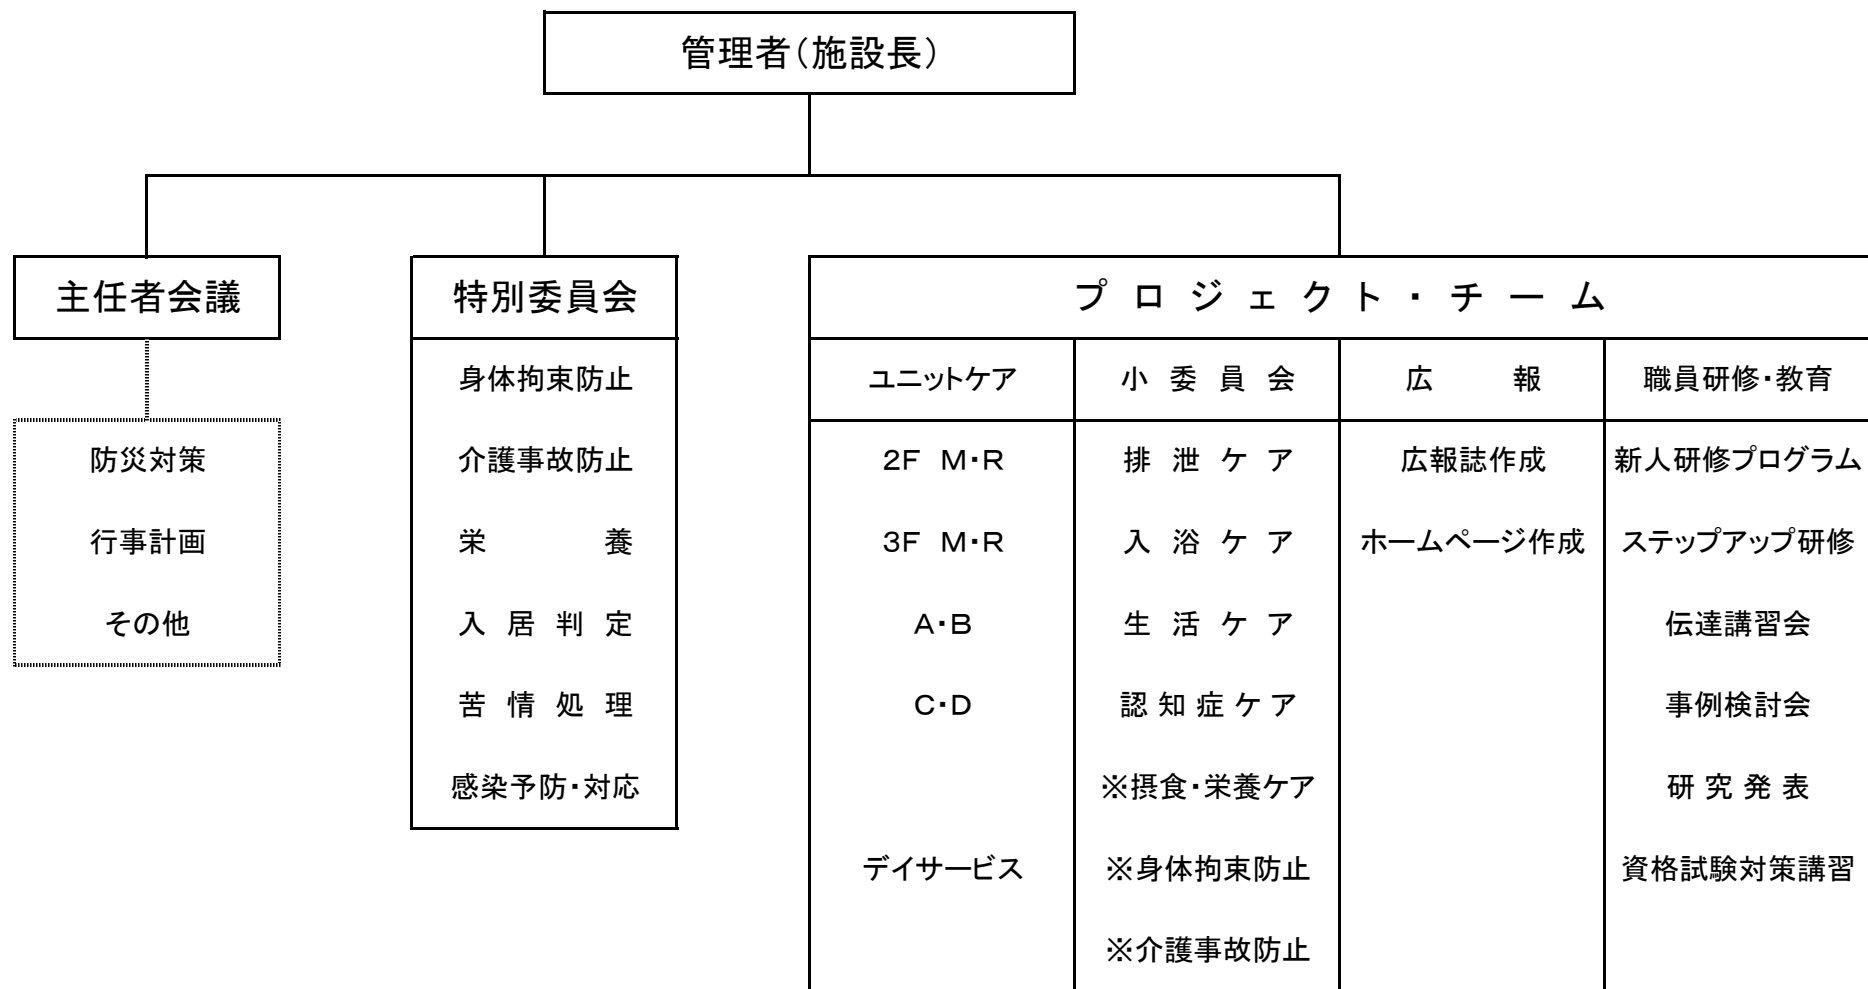 管理者(施設長)
主任者会議
防災対策
行事計画
その他
特別委員会
身体拘束防止
介護事故防止
栄養
入居判定
苦情処理
感染予防・対応
プロジェクト・チーム
ユニットケア
2F M・R
3F M・R
A・B
C・D
デイサービス
小委員会
排泄ケア
入浴ケア
生活ケア
認知症ケア
※摂食・栄養ケア
※身体拘束防止
※介護事故防止
広報
広報誌作成
ホームページ作成
職員研修・教育
新人研修プログラム
ステップアップ研修
伝達講習会
事例検討会
研究発表
資格試験対策講習